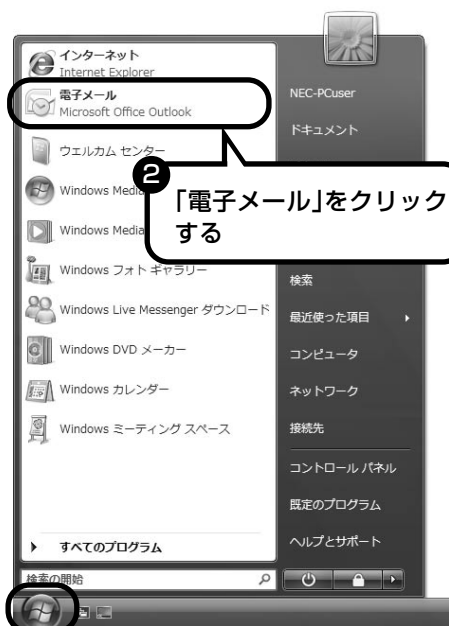 インターネット
Internet Explorer
電子メール
Microsoft Office Outlook
ウェルカム センター
Windows Media
Windows Media
Windows フォト ギャラリー
Windows Live Messenger ダウンロード
Windows DVD メーカー
Windows カレンダー
Windows ミーティング スペース
すべてのプログラム
検索の開始
NEC-PCuser
ドキュメント
検索
最近使った項目
コンピュータ
ネットワーク
接続先
コントロール パネル
既定のプログラム
ヘルプとサポート
2
「電子メール」をクリック
する